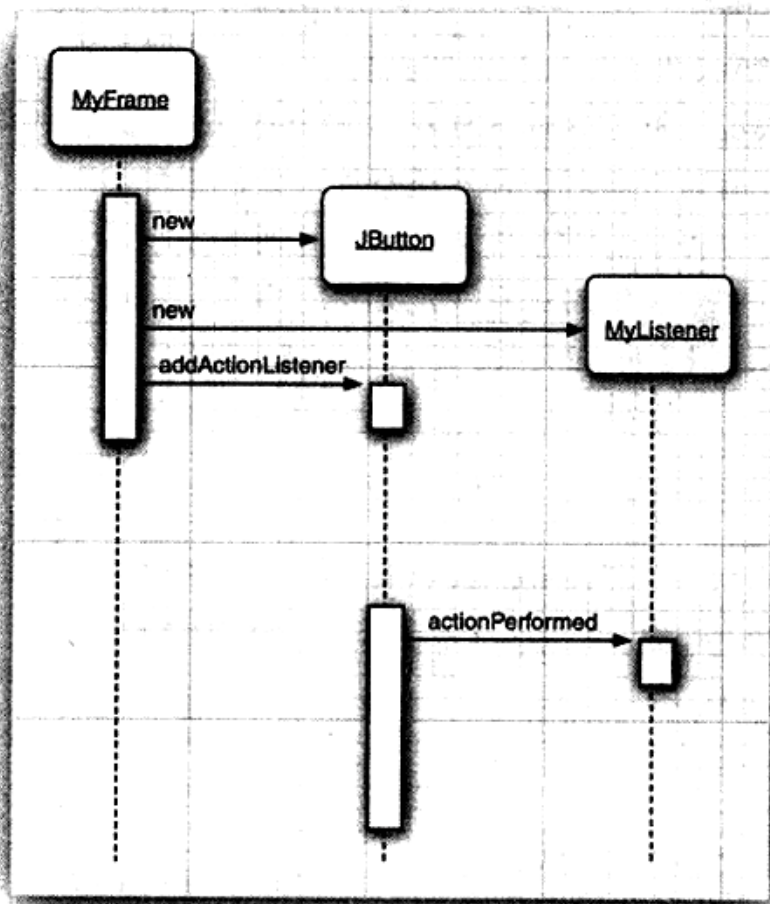 MyFrame
new
JButton
new
MyListener
addActionListener
actionPerformed